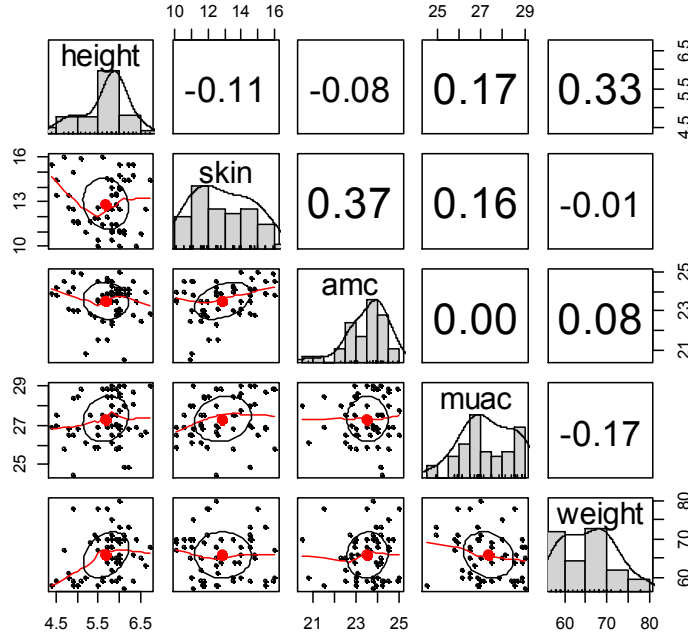 10 12 14 16
25 27 29
height
-0.11
-0.08
0.17
0.33
4.5 5.5 6.5
10 13 16
skin
0.37
0.16
-0.01
amc
0.00
0.08
21 23 25
25 27 29
muac
-0.17
weight
60 70 80
4.5 5.5 6.5
21 23 25
60 70 80